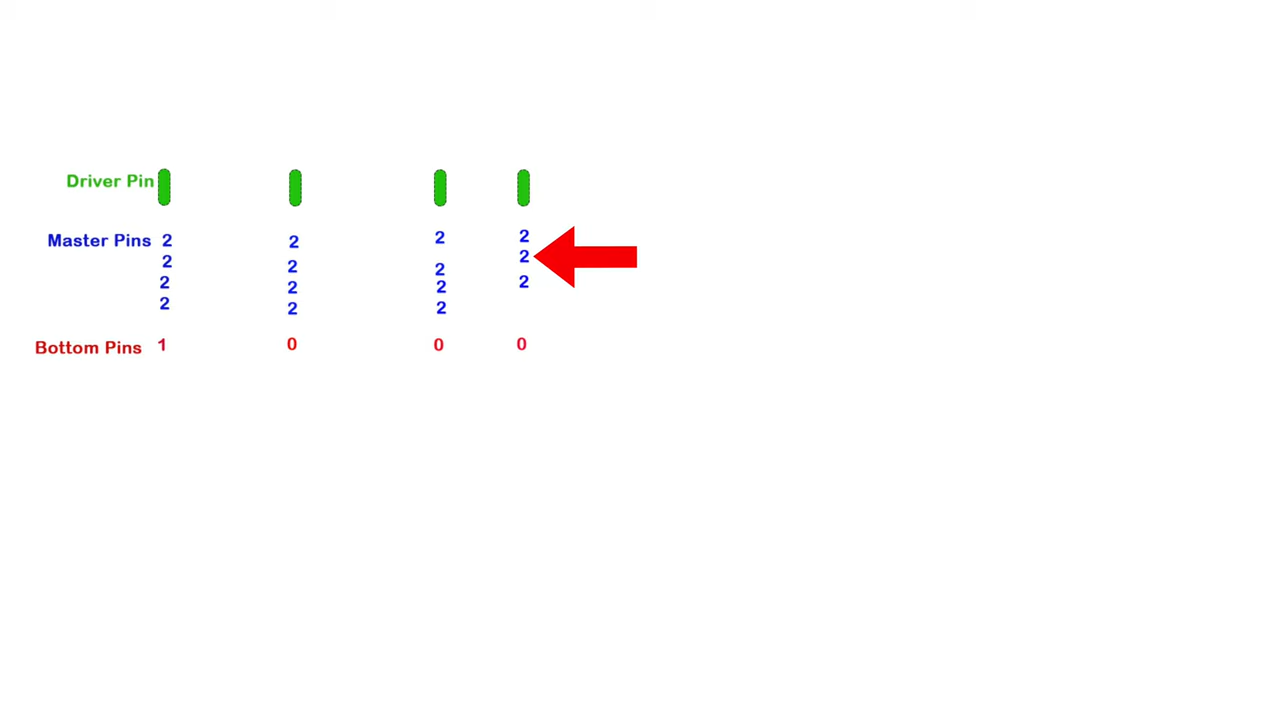 Driver Pin
Master Pins 2 2 2 2
2 2 2 2
2 2 2 2
2 2 2
Bottom Pins 1 0 0 0